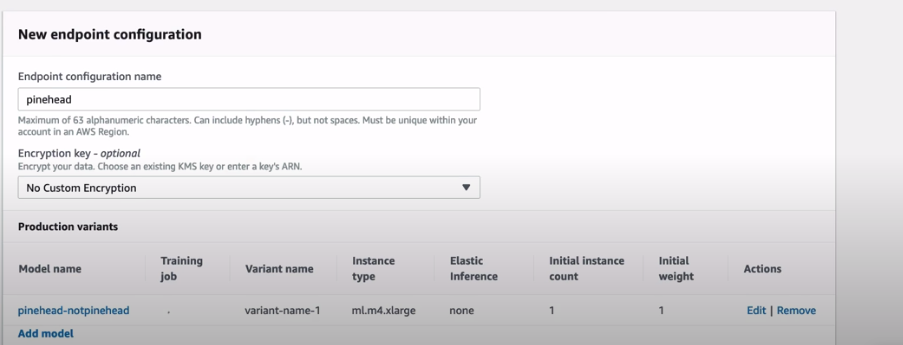 New endpoint configuration
Endpoint configuration name
pinehead
Maximum of 63 alphanumeric characters. Can include hyphens (-), but not spaces. Must be unique within your
account in an AWS Region.
Encryption key - optional
Encrypt your data. Choose an existing KMS key or enter a key's ARN.
No Custom Encryption
Production variants
Model name Training job Variant name Instance type Elastic Inference Initial instance count Initial weight Actions
pinehead-notpinehead - variant-name-1 ml.m4.xlarge none 1 1 Edit | Remove
Add model